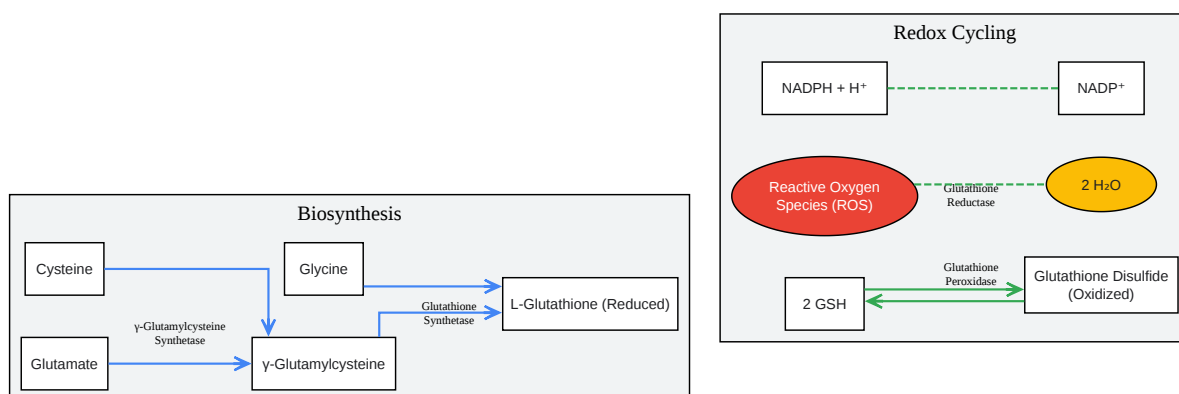 Redox Cycling
NADPH + H⁺
NADP⁺
Reactive Oxygen
Species (ROS)
Glutathione
Reductase
2 H₂O
2 GSH
Glutathione
Peroxidase
Glutathione Disulfide
(Oxidized)
Biosynthesis
Cysteine
Glycine
L-Glutathione (Reduced)
Glutathione
Synthetase
γ-Glutamylcysteine
Synthetase
Glutamate
γ-Glutamylcysteine